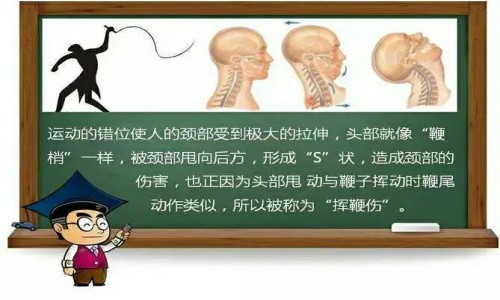 运动的错位使人的颈部受到极大的拉伸，头部就像“鞭
梢”一样，被颈部甩向后方，形成“S”状，造成颈部的
伤害，也正因为头部甩 动与鞭子挥动时鞭尾
动作类似，所以被称为“挥鞭伤”。